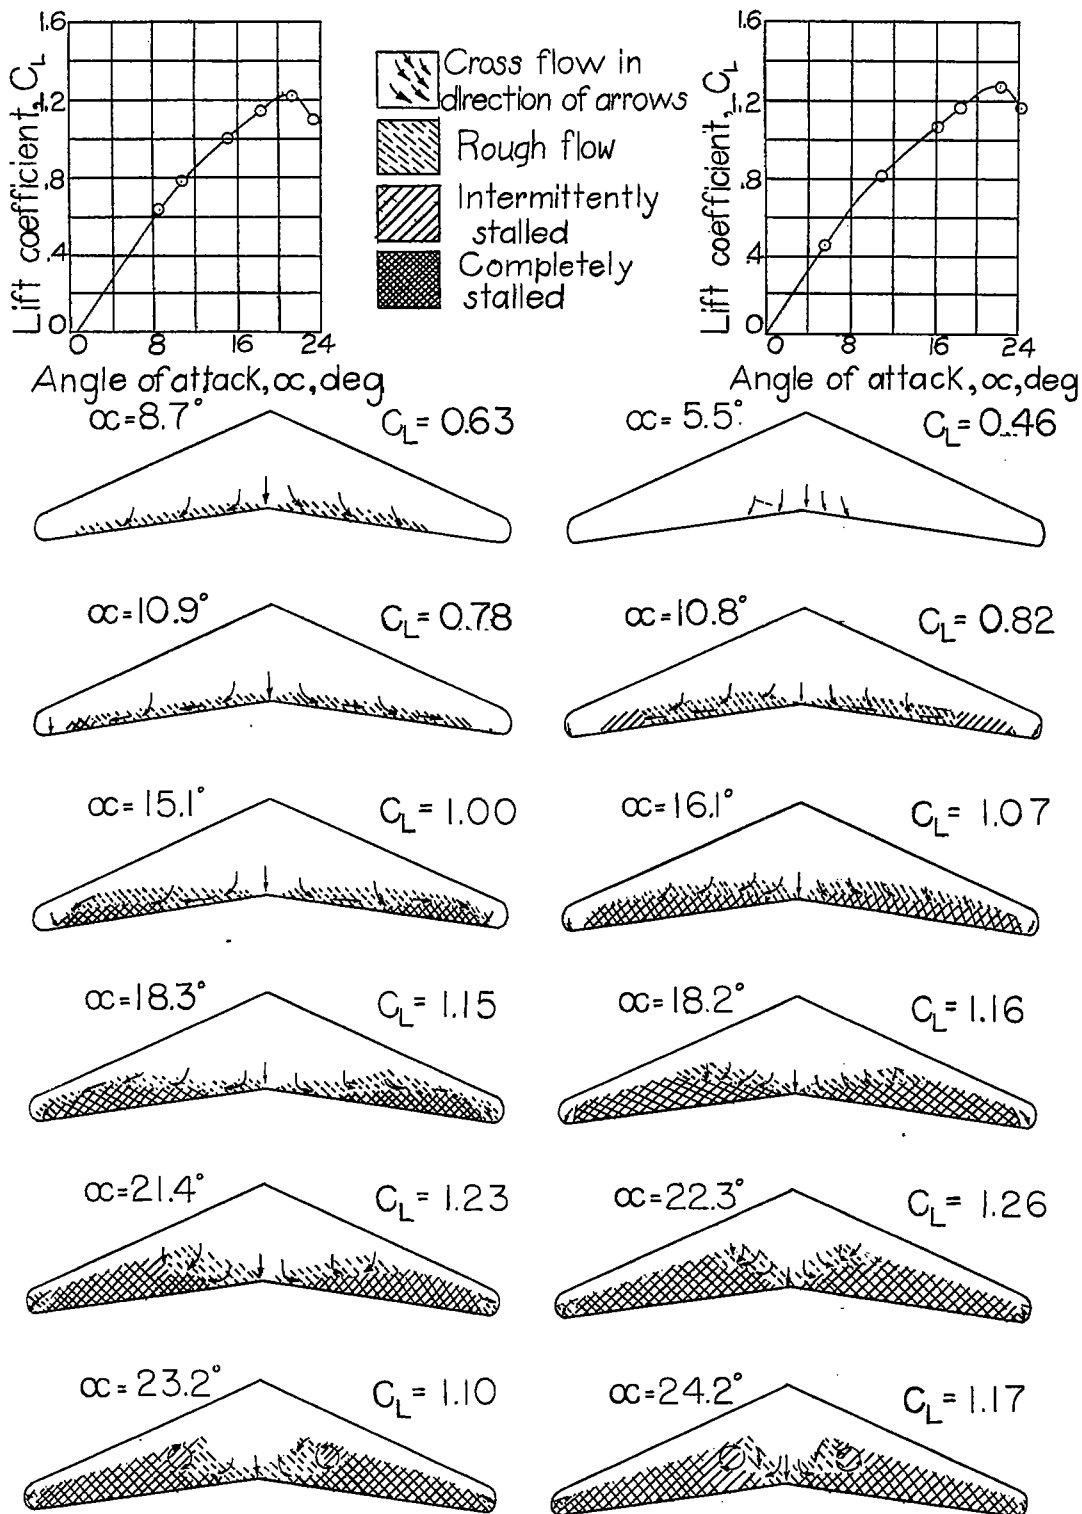 1.6
1.2
.8
.4
0
Lift coefficient, C_L
0 8 16 24
Angle of attack, α, deg
Cross flow in
direction of arrows
Rough flow
Intermittently
stalled
Completely
stalled
1.6
1.2
.8
.4
0
Lift coefficient, C_L
0 8 16 24
Angle of attack, α, deg
α=8.7° C_L= 0.63
α= 5.5° C_L= 0.46
α=10.9° C_L= 0.78
α=10.8° C_L= 0.82
α= 15.1° C_L= 1.00
α= 16.1° C_L= 1.07
α=18.3° C_L= 1.15
α= 18.2° C_L= 1.16
α=21.4° C_L= 1.23
α= 22.3° C_L= 1.26
α= 23.2° C_L= 1.10
α= 24.2° C_L= 1.17